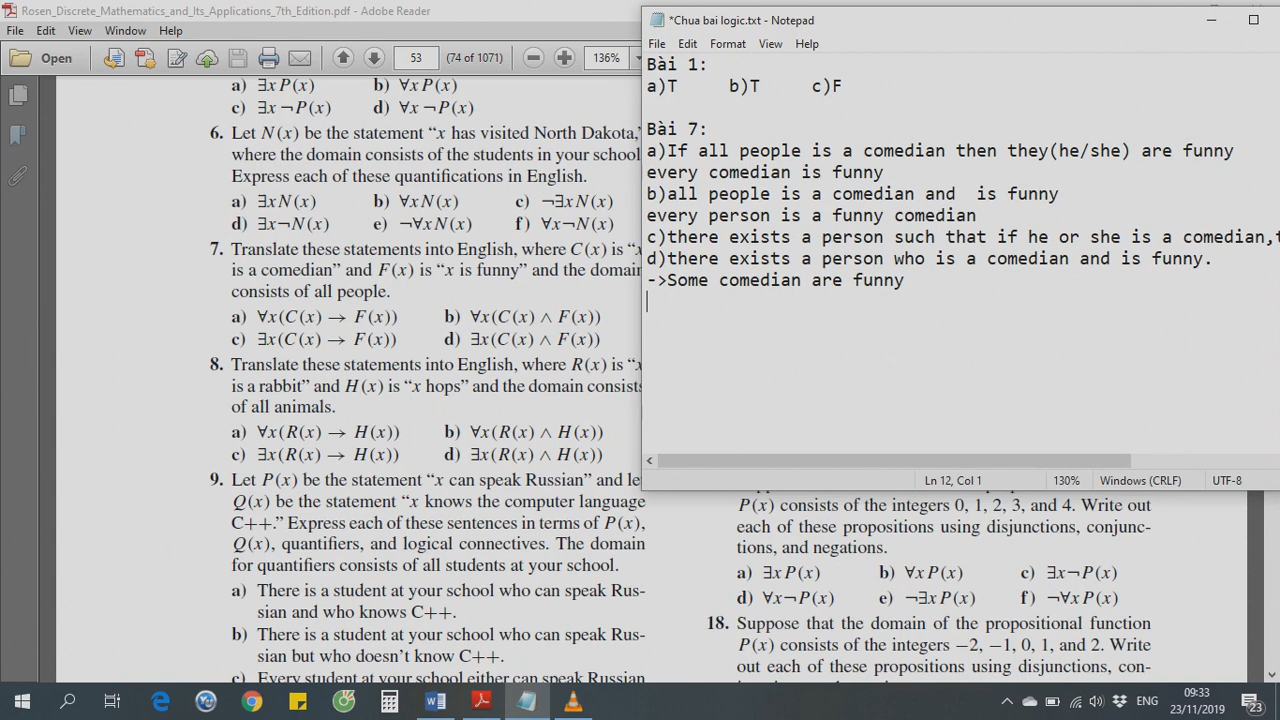 Rosen_Discrete_Mathematics_and_Its_Applications_7th_Edition.pdf - Adobe Reader
File Edit View Window Help
Open 53 (74 of 1071) 136%
a) ∃x P(x) b) ∀x P(x)
c) ∃x ¬P(x) d) ∀x ¬P(x)
6. Let N(x) be the statement “x has visited North Dakota,”
where the domain consists of the students in your school
Express each of these quantifications in English.
a) ∃xN(x) b) ∀xN(x) c) ¬∃xN(x)
d) ∃x¬N(x) e) ¬∀xN(x) f) ∀x¬N(x)
7. Translate these statements into English, where C(x) is “x
is a comedian” and F(x) is “x is funny” and the domain
consists of all people.
a) ∀x(C(x) → F(x)) b) ∀x(C(x) ∧ F(x))
c) ∃x(C(x) → F(x)) d) ∃x(C(x) ∧ F(x))
8. Translate these statements into English, where R(x) is “x
is a rabbit” and H(x) is “x hops” and the domain consists
of all animals.
a) ∀x(R(x) → H(x)) b) ∀x(R(x) ∧ H(x))
c) ∃x(R(x) → H(x)) d) ∃x(R(x) ∧ H(x))
9. Let P(x) be the statement “x can speak Russian” and le
Q(x) be the statement “x knows the computer language
C++.” Express each of these sentences in terms of P(x),
Q(x), quantifiers, and logical connectives. The domain
for quantifiers consists of all students at your school.
a) There is a student at your school who can speak Rus-
sian and who knows C++.
b) There is a student at your school who can speak Rus-
sian but who doesn’t know C++.
c) Every student at your school either can speak Russian
*Chua bai logic.txt - Notepad
File Edit Format View Help
Bài 1:
a)T b)T c)F
Bài 7:
a)If all people is a comedian then they(he/she) are funny
every comedian is funny
b)all people is a comedian and  is funny
every person is a funny comedian
c)there exists a person such that if he or she is a comedian,
d)there exists a person who is a comedian and is funny.
->Some comedian are funny
Ln 12, Col 1 130% Windows (CRLF) UTF-8
P(x) consists of the integers 0, 1, 2, 3, and 4. Write out
each of these propositions using disjunctions, conjunc-
tions, and negations.
a) ∃x P(x) b) ∀x P(x) c) ∃x¬P(x)
d) ∀x¬P(x) e) ¬∃x P(x) f) ¬∀x P(x)
18. Suppose that the domain of the propositional function
P(x) consists of the integers −2, −1, 0, 1, and 2. Write
out each of these propositions using disjunctions, con-
ENG
09:33
23/11/2019
23